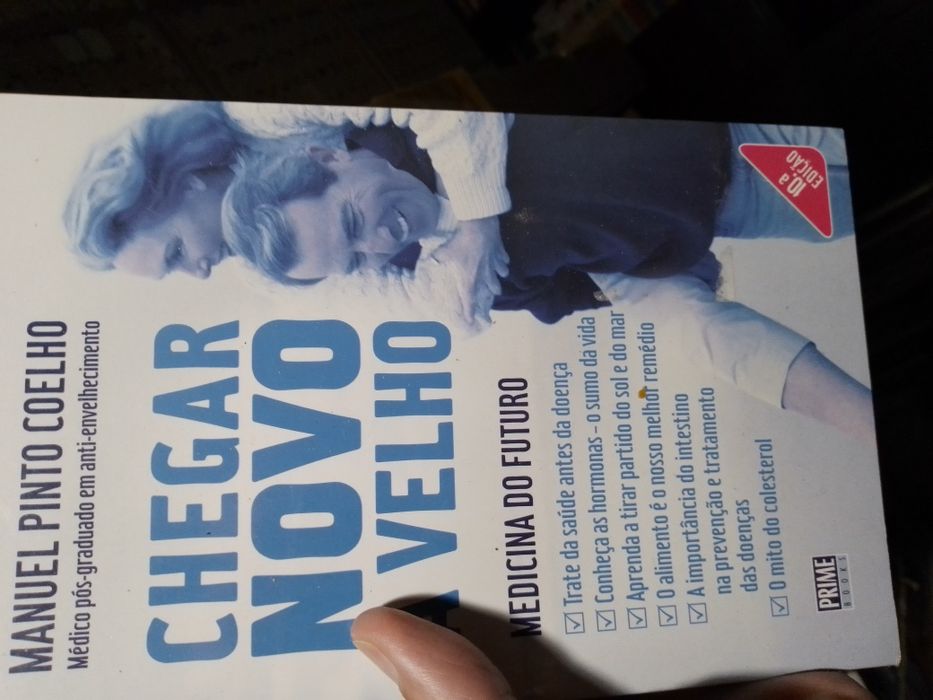 MANUEL PINTO COELHO
Médico pós-graduado em anti-envelhecimento
CHEGAR
NOVO
A VELHO
MEDICINA DO FUTURO
Trate da saúde antes da doença
Conheça as hormonas – o sumo da vida
Aprenda a tirar partido do sol e do mar
O alimento é o nosso melhor remédio
A importância do intestino
na prevenção e tratamento
das doenças
O mito do colesterol
PRIME
BOOKS
10.a
EDIÇÃO